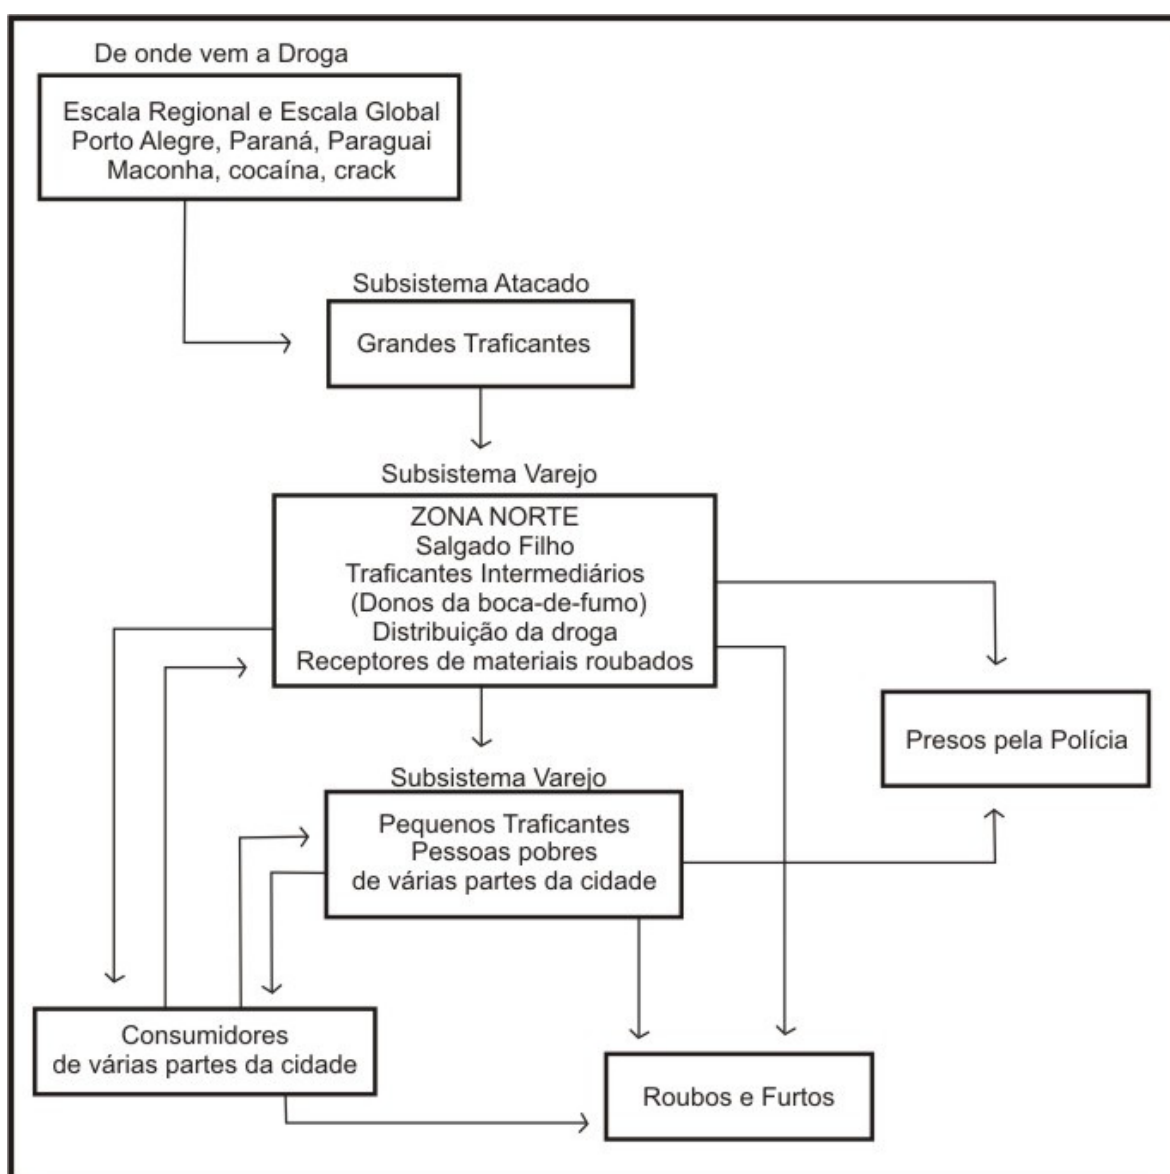 De onde vem a Droga
Escala Regional e Escala Global
Porto Alegre, Paraná, Paraguai
Maconha, cocaína, crack
Subsistema Atacado
Grandes Traficantes
Subsistema Varejo
ZONA NORTE
Salgado Filho
Traficantes Intermediários
(Donos da boca-de-fumo)
Distribuição da droga
Receptores de materiais roubados
Presos pela Polícia
Subsistema Varejo
Pequenos Traficantes
Pessoas pobres
de várias partes da cidade
Consumidores
de várias partes da cidade
Roubos e Furtos